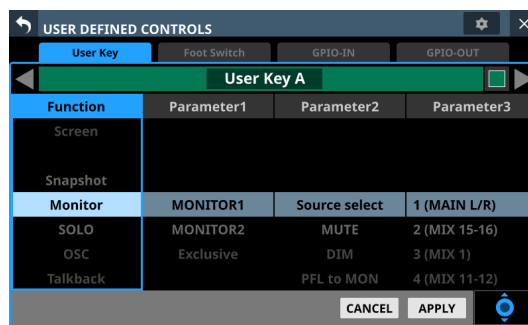 USER DEFINED CONTROLS
User Key Foot Switch GPIO-IN GPIO-OUT
User Key A
Function Parameter1 Parameter2 Parameter3
Screen
Snapshot
Monitor MONITOR1 Source select 1 (MAIN L/R)
SOLO MONITOR2 MUTE 2 (MIX 15-16)
OSC Exclusive DIM 3 (MIX 1)
Talkback PFL to MON 4 (MIX 11-12)
CANCEL APPLY